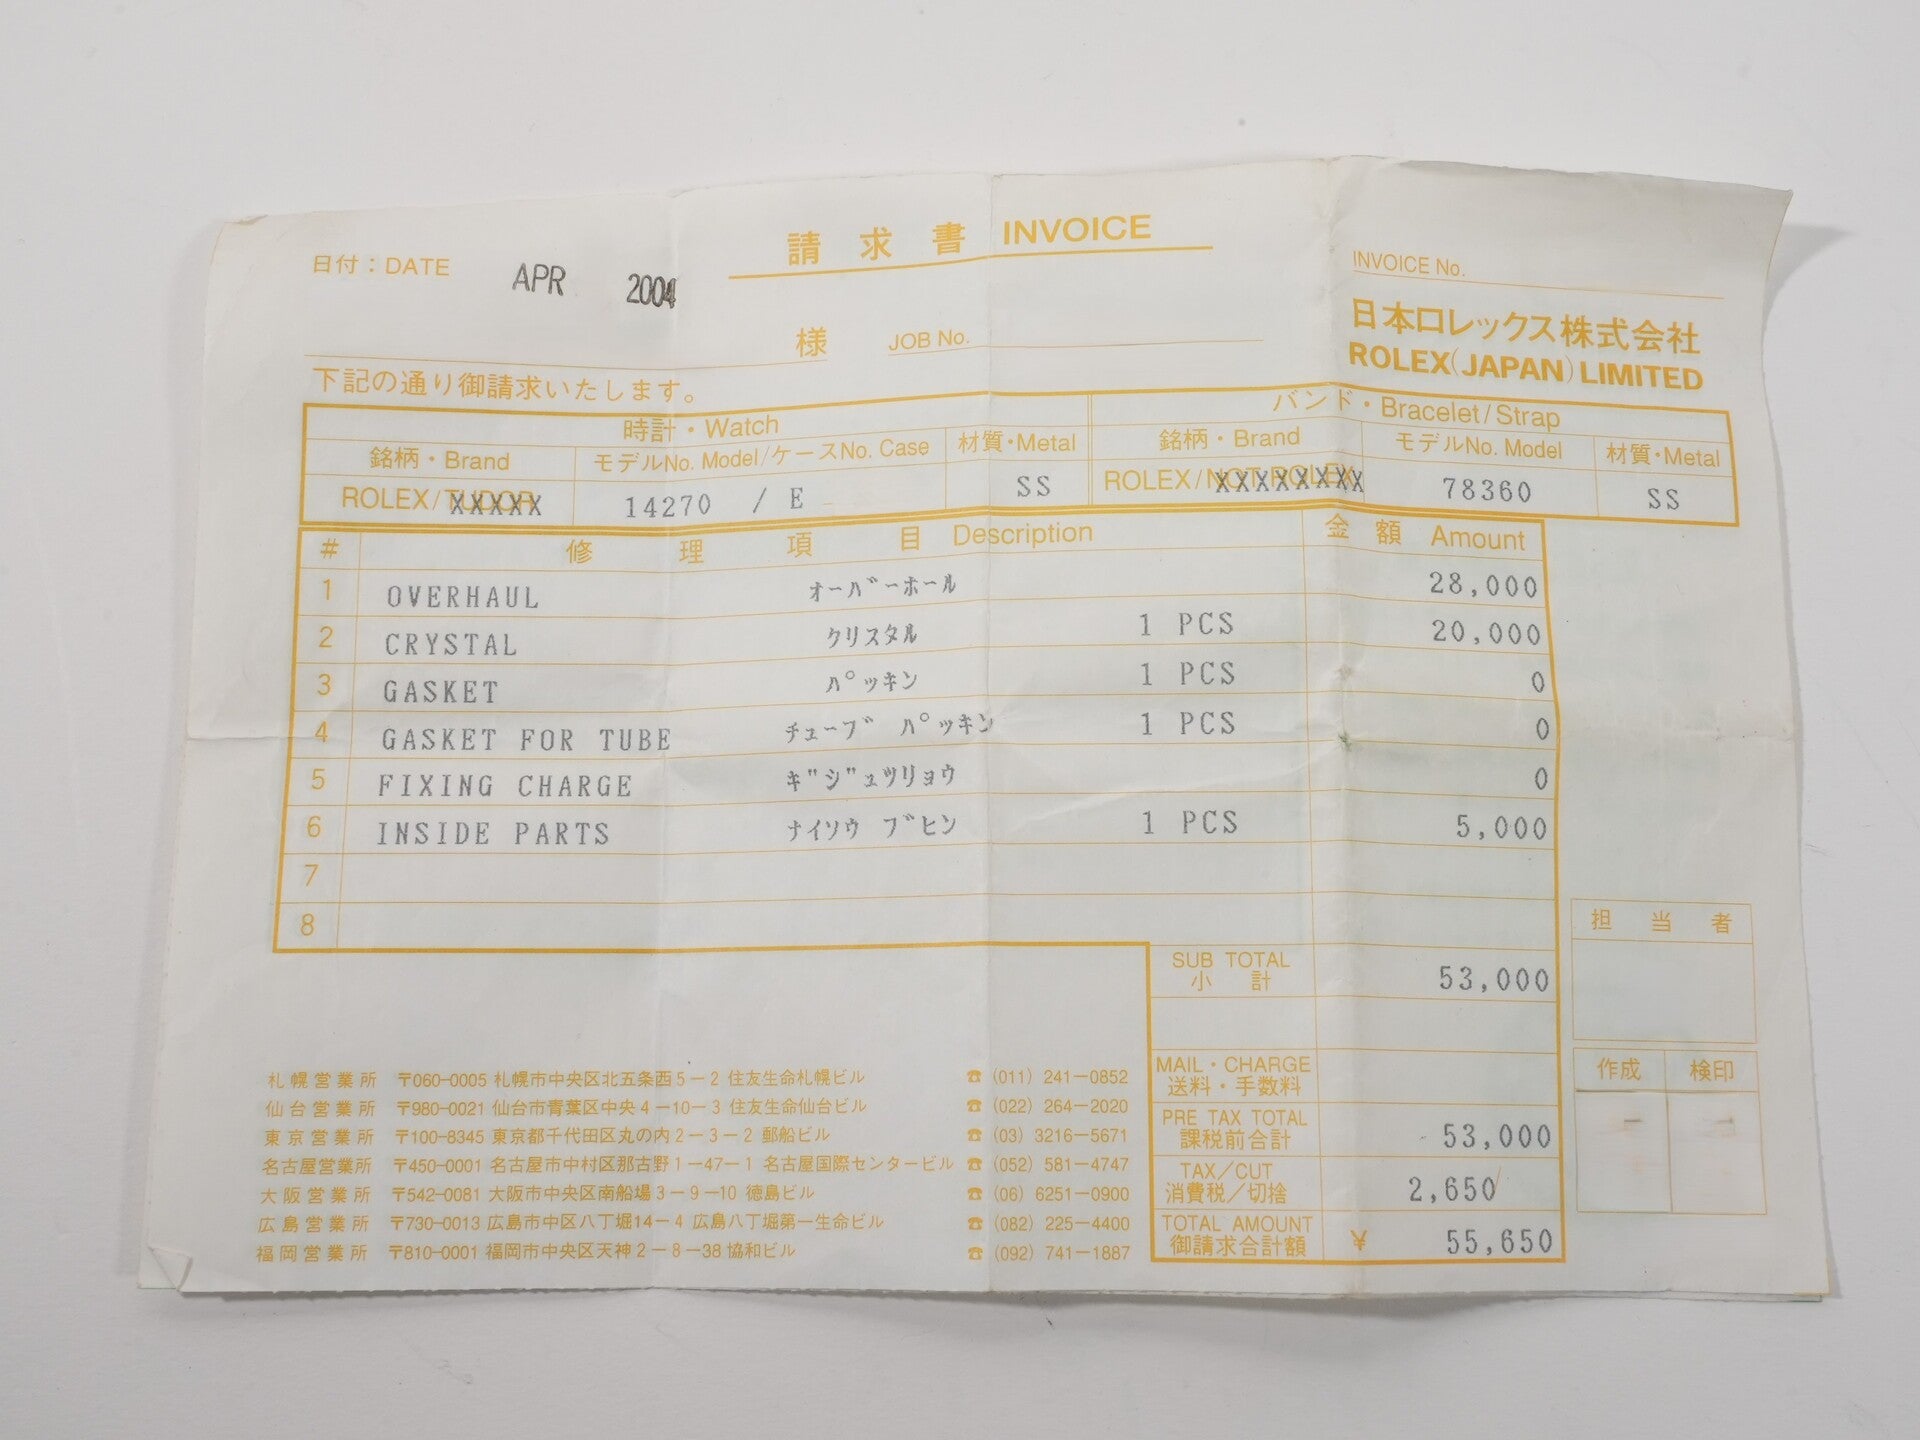 請求書 INVOICE
日付：DATE APR 2004
INVOICE No.
様 JOB No.
日本ロレックス株式会社
ROLEX(JAPAN)LIMITED
下記の通り御請求いたします。
時計・Watch バンド・Bracelet/Strap
銘柄・Brand モデルNo. Model/ケースNo. Case 材質・Metal 銘柄・Brand モデルNo. Model 材質・Metal
ROLEX/TUDOR XXXXX 14270 / E SS ROLEX/NOT ROLEX XXXXXXXX 78360 SS
# 修理項目 Description 金額 Amount
1 OVERHAUL オーバーホール 28,000
2 CRYSTAL クリスタル 1 PCS 20,000
3 GASKET パッキン 1 PCS 0
4 GASKET FOR TUBE チューブ パッキン 1 PCS 0
5 FIXING CHARGE ギジュツリョウ 0
6 INSIDE PARTS ナイソウ ブヒン 1 PCS 5,000
7
8
担当者
SUB TOTAL
小計 53,000
作成 検印
MAIL・CHARGE
送料・手数料
PRE TAX TOTAL
課税前合計 53,000
TAX/CUT
消費税/切捨 2,650/
TOTAL AMOUNT
御請求合計額 ¥ 55,650
札幌営業所 〒060-0005 札幌市中央区北五条西5－2 住友生命札幌ビル ☎ (011) 241－0852
仙台営業所 〒980-0021 仙台市青葉区中央4－10－3 住友生命仙台ビル ☎ (022) 264－2020
東京営業所 〒100-8345 東京都千代田区丸の内2－3－2 郵船ビル ☎ (03) 3216－5671
名古屋営業所 〒450-0001 名古屋市中村区那古野1－47－1 名古屋国際センタービル ☎ (052) 581－4747
大阪営業所 〒542-0081 大阪市中央区南船場3－9－10 徳島ビル ☎ (06) 6251－0900
広島営業所 〒730-0013 広島市中区八丁堀14－4 広島八丁堀第一生命ビル ☎ (082) 225－4400
福岡営業所 〒810-0001 福岡市中央区天神2－8－38 協和ビル ☎ (092) 741－1887